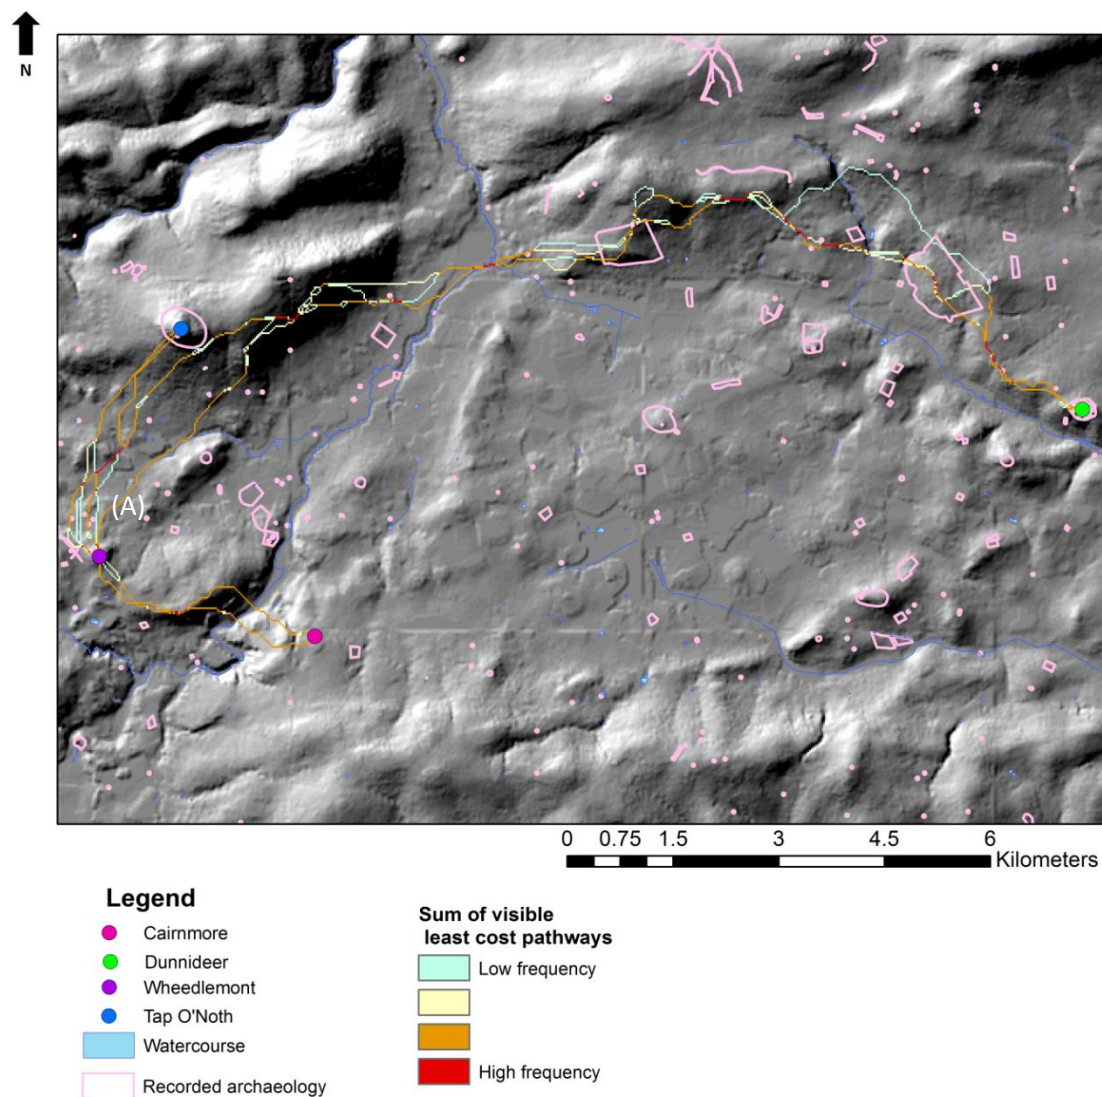 N
(A)
0 0.75 1.5 3 4.5 6
Kilometers
Legend
Cairnmore
Dunnideer
Wheedlemont
Tap O'Noth
Watercourse
Recorded archaeology
Sum of visible
least cost pathways
Low frequency
High frequency